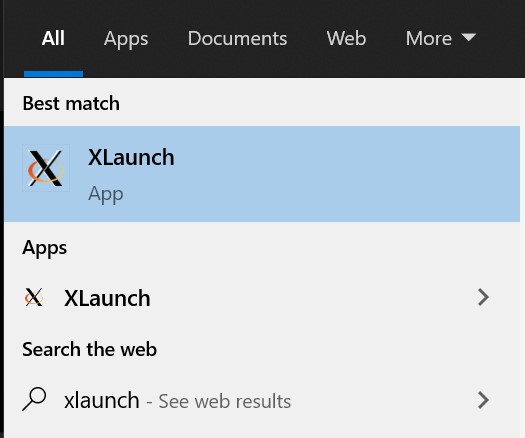 All Apps Documents Web More
Best match
XLaunch
App
Apps
XLaunch
Search the web
xlaunch - See web results